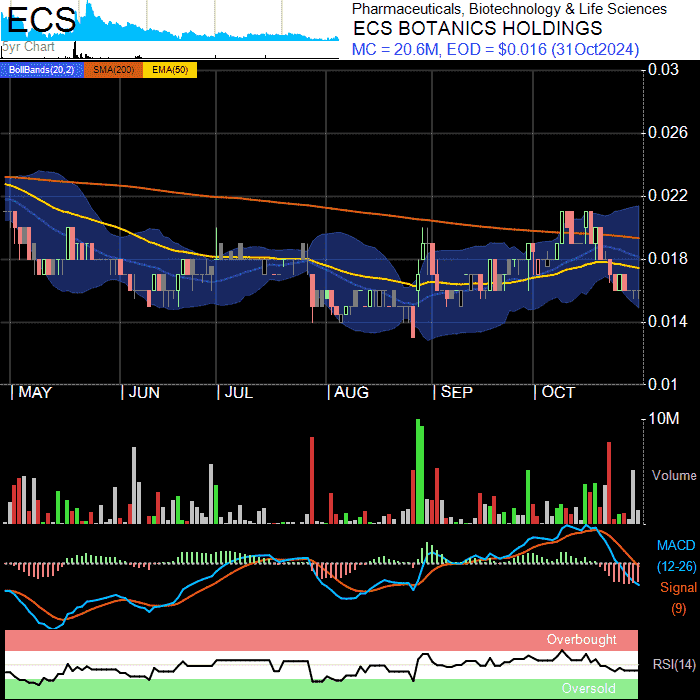 ECS
5yr Chart
Pharmaceuticals, Biotechnology & Life Sciences
ECS BOTANICS HOLDINGS
MC = 20.6M, EOD = $0.016 (31Oct2024)
BollBands(20,2) SMA(200) EMA(50)
0.03
0.026
0.022
0.018
0.014
0.01
MAY JUN JUL AUG SEP OCT
10M
Volume
MACD
(12-26)
Signal
(9)
Overbought
RSI(14)
Oversold